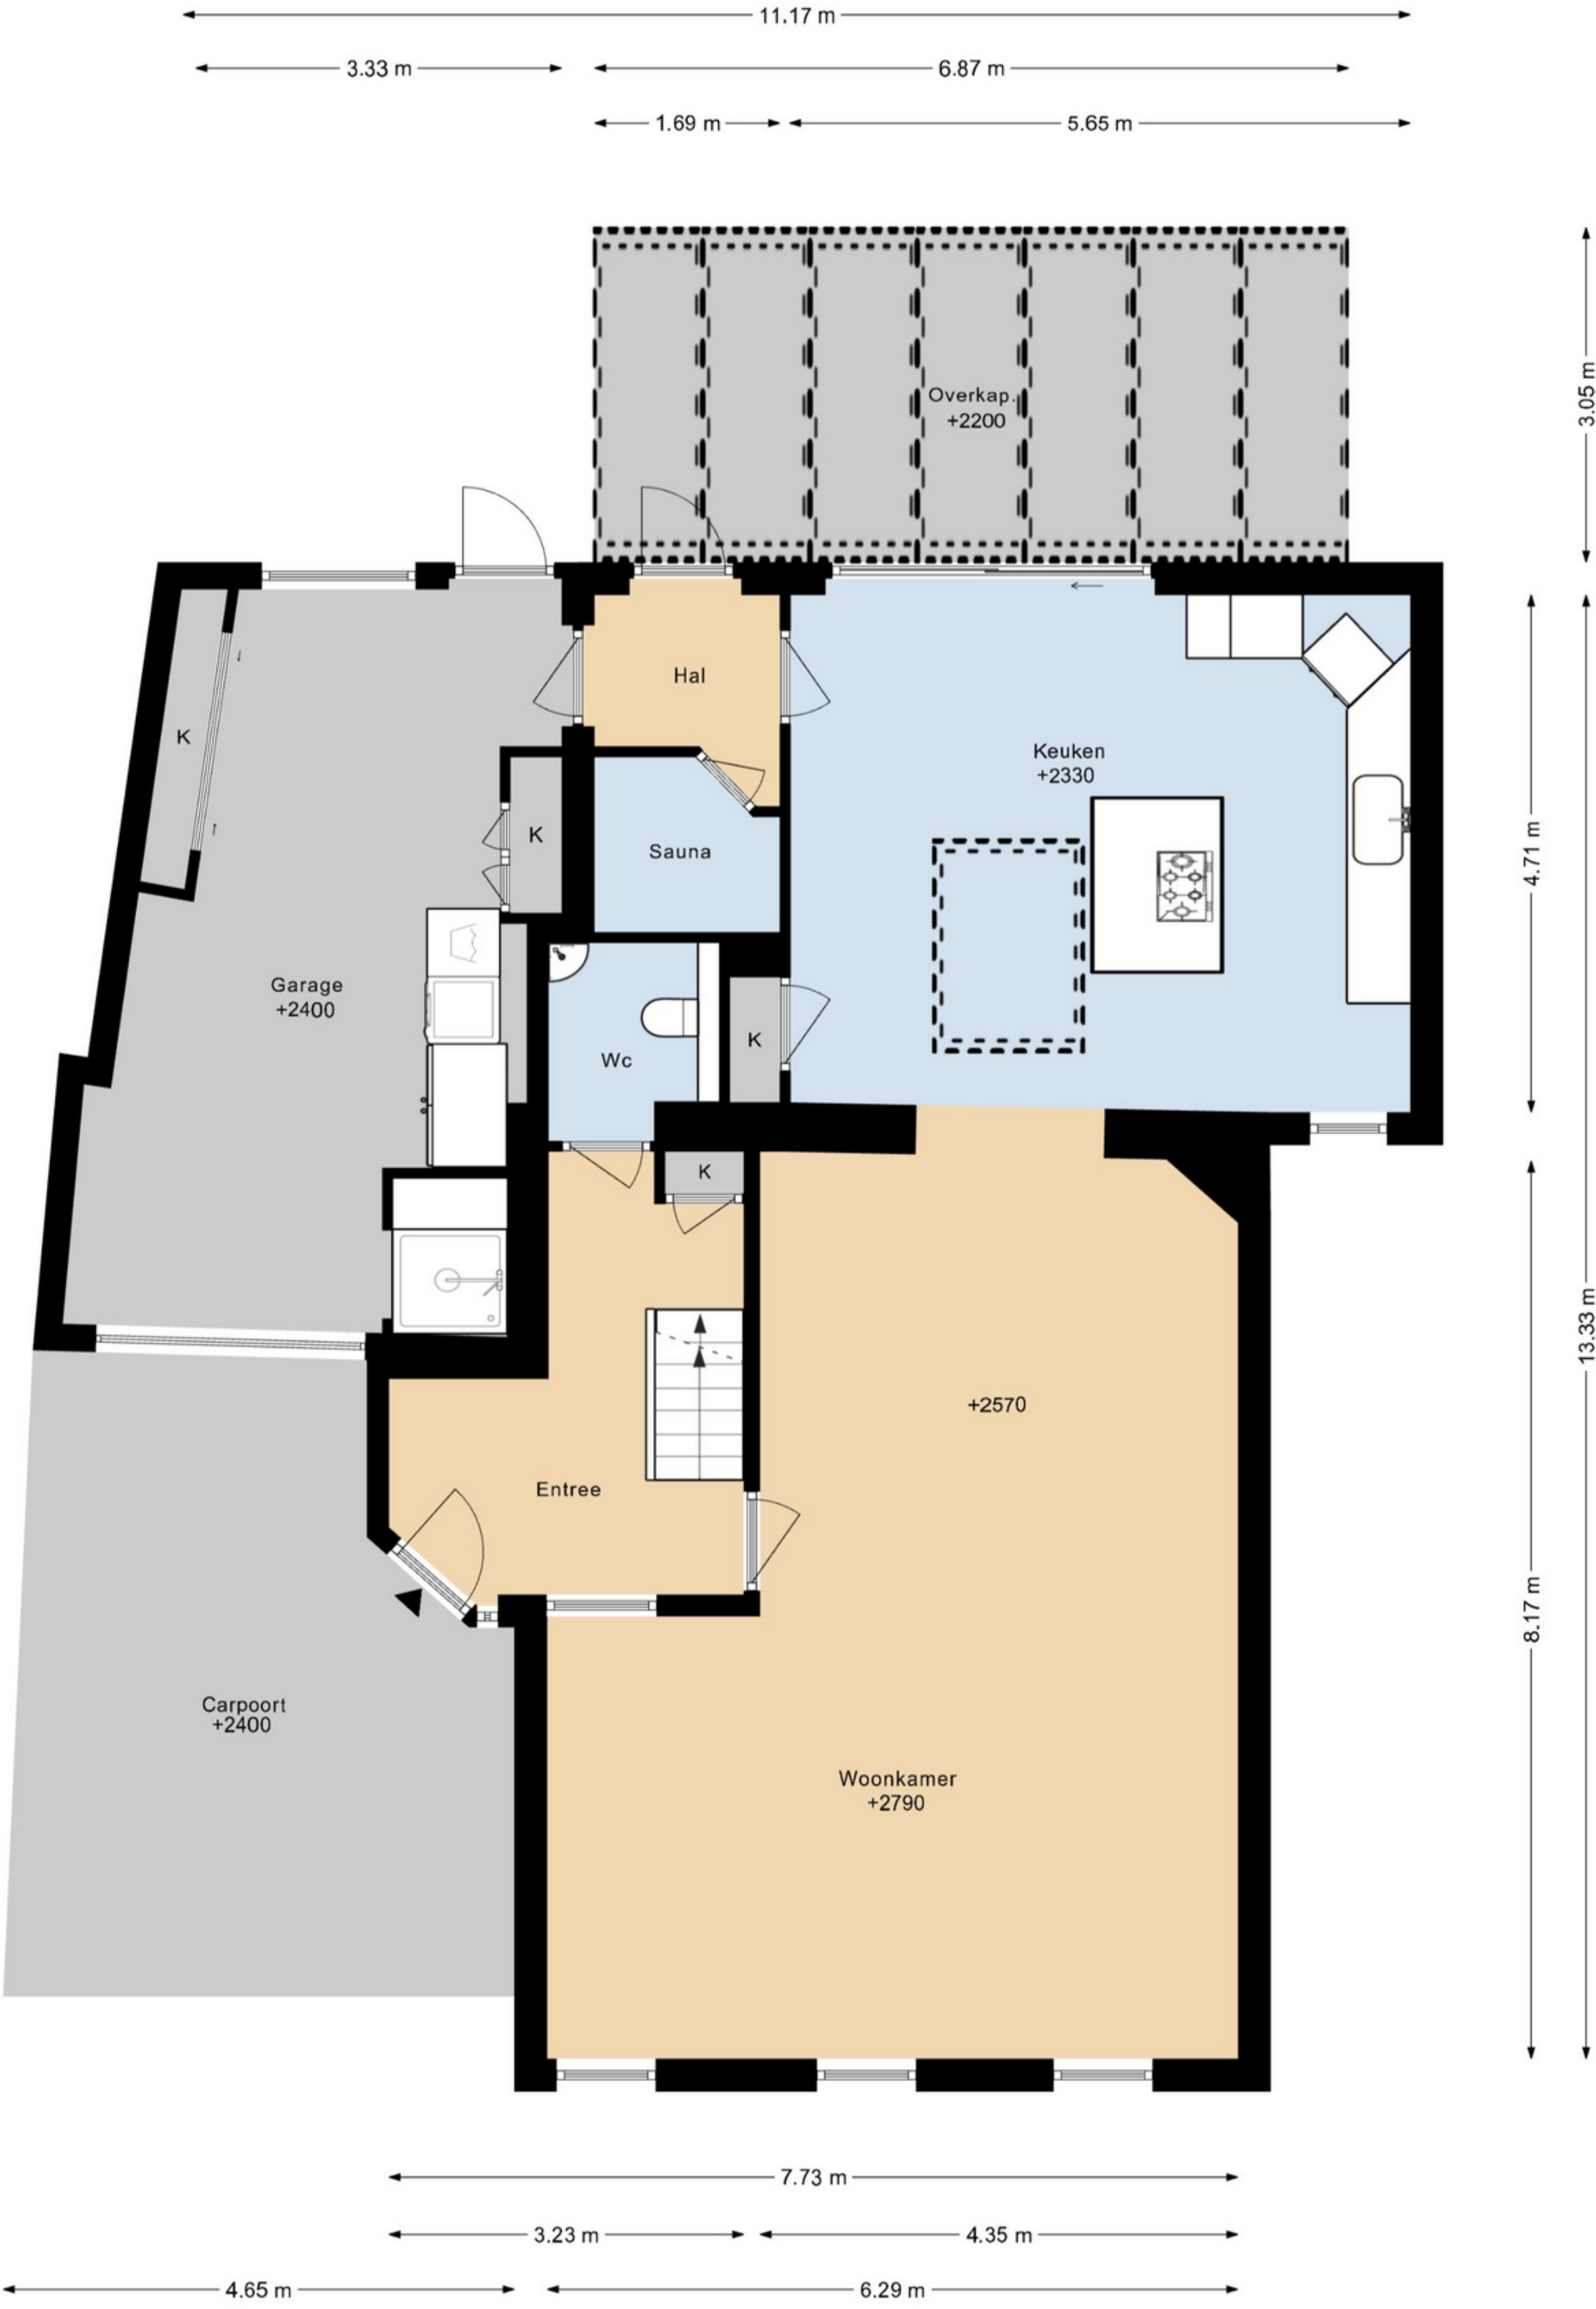 11.17 m
3.33 m
6.87 m
1.69 m
5.65 m
3.05 m
Overkap.
+2200
Hal
K
Keuken
+2330
K
Sauna
4.71 m
Garage
+2400
K
Wc
K
13.33 m
+2570
Entree
8.17 m
Carpoort
+2400
Woonkamer
+2790
7.73 m
3.23 m
4.35 m
4.65 m
6.29 m